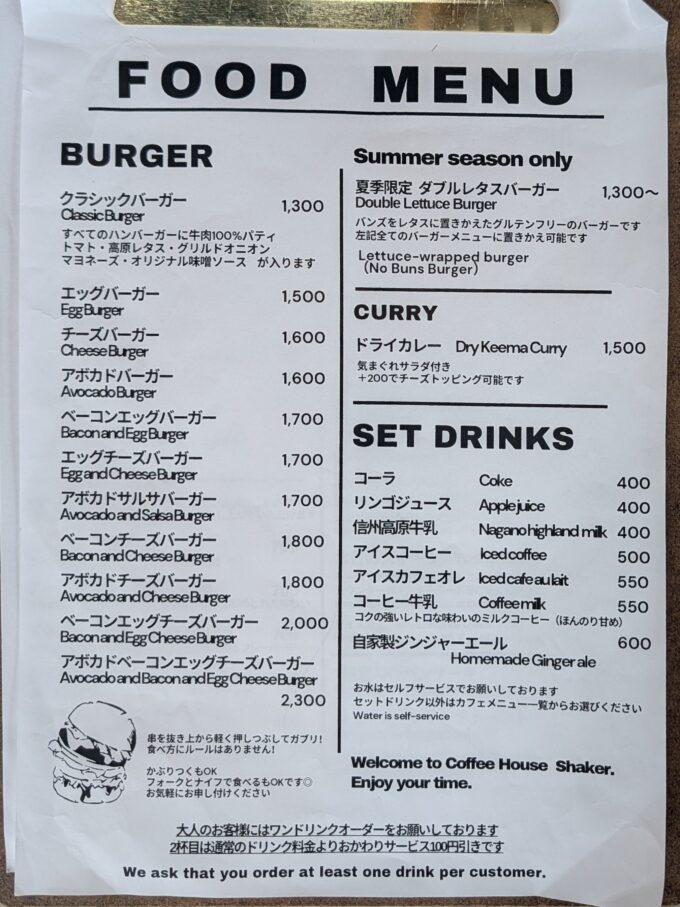 FOOD MENU
BURGER
クラシックバーガー 1,300
Classic Burger
すべてのハンバーガーに牛肉100%パティ
トマト・高原レタス・グリルドオニオン
マヨネーズ・オリジナル味噌ソース が入ります
エッグバーガー 1,500
Egg Burger
チーズバーガー 1,600
Cheese Burger
アボカドバーガー 1,600
Avocado Burger
ベーコンエッグバーガー 1,700
Bacon and Egg Burger
エッグチーズバーガー 1,700
Egg and Cheese Burger
アボカドサルサバーガー 1,700
Avocado and Salsa Burger
ベーコンチーズバーガー 1,800
Bacon and Cheese Burger
アボカドチーズバーガー 1,800
Avocado and Cheese Burger
ベーコンエッグチーズバーガー 2,000
Bacon and Egg Cheese Burger
アボカドベーコンエッグチーズバーガー
Avocado and Bacon and Egg Cheese Burger
2,300
串を抜き上から軽く押しつぶしてガブリ!
食べ方にルールはありません!
かぶりつくもOK
フォークとナイフで食べるもOKです◎
お気軽にお申し付けください
Summer season only
夏季限定 ダブルレタスバーガー 1,300〜
Double Lettuce Burger
バンズをレタスに置きかえたグルテンフリーのバーガーです
左記全てのバーガーメニューに置きかえ可能です
Lettuce-wrapped burger
(No Buns Burger)
CURRY
ドライカレー Dry Keema Curry 1,500
気まぐれサラダ付き
+200でチーズトッピング可能です
SET DRINKS
コーラ Coke 400
リンゴジュース Apple juice 400
信州高原牛乳 Nagano highland milk 400
アイスコーヒー Iced coffee 500
アイスカフェオレ Iced cafe au lait 550
コーヒー牛乳 Coffee milk 550
コクの強いレトロな味わいのミルクコーヒー(ほんのり甘め)
自家製ジンジャーエール 600
Homemade Ginger ale
お水はセルフサービスでお願いしております
セットドリンク以外はカフェメニュー一覧からお選びください
Water is self-service
Welcome to Coffee House Shaker.
Enjoy your time.
大人のお客様にはワンドリンクオーダーをお願いしております
2杯目は通常のドリンク料金よりおかわりサービス100円引きです
We ask that you order at least one drink per customer.